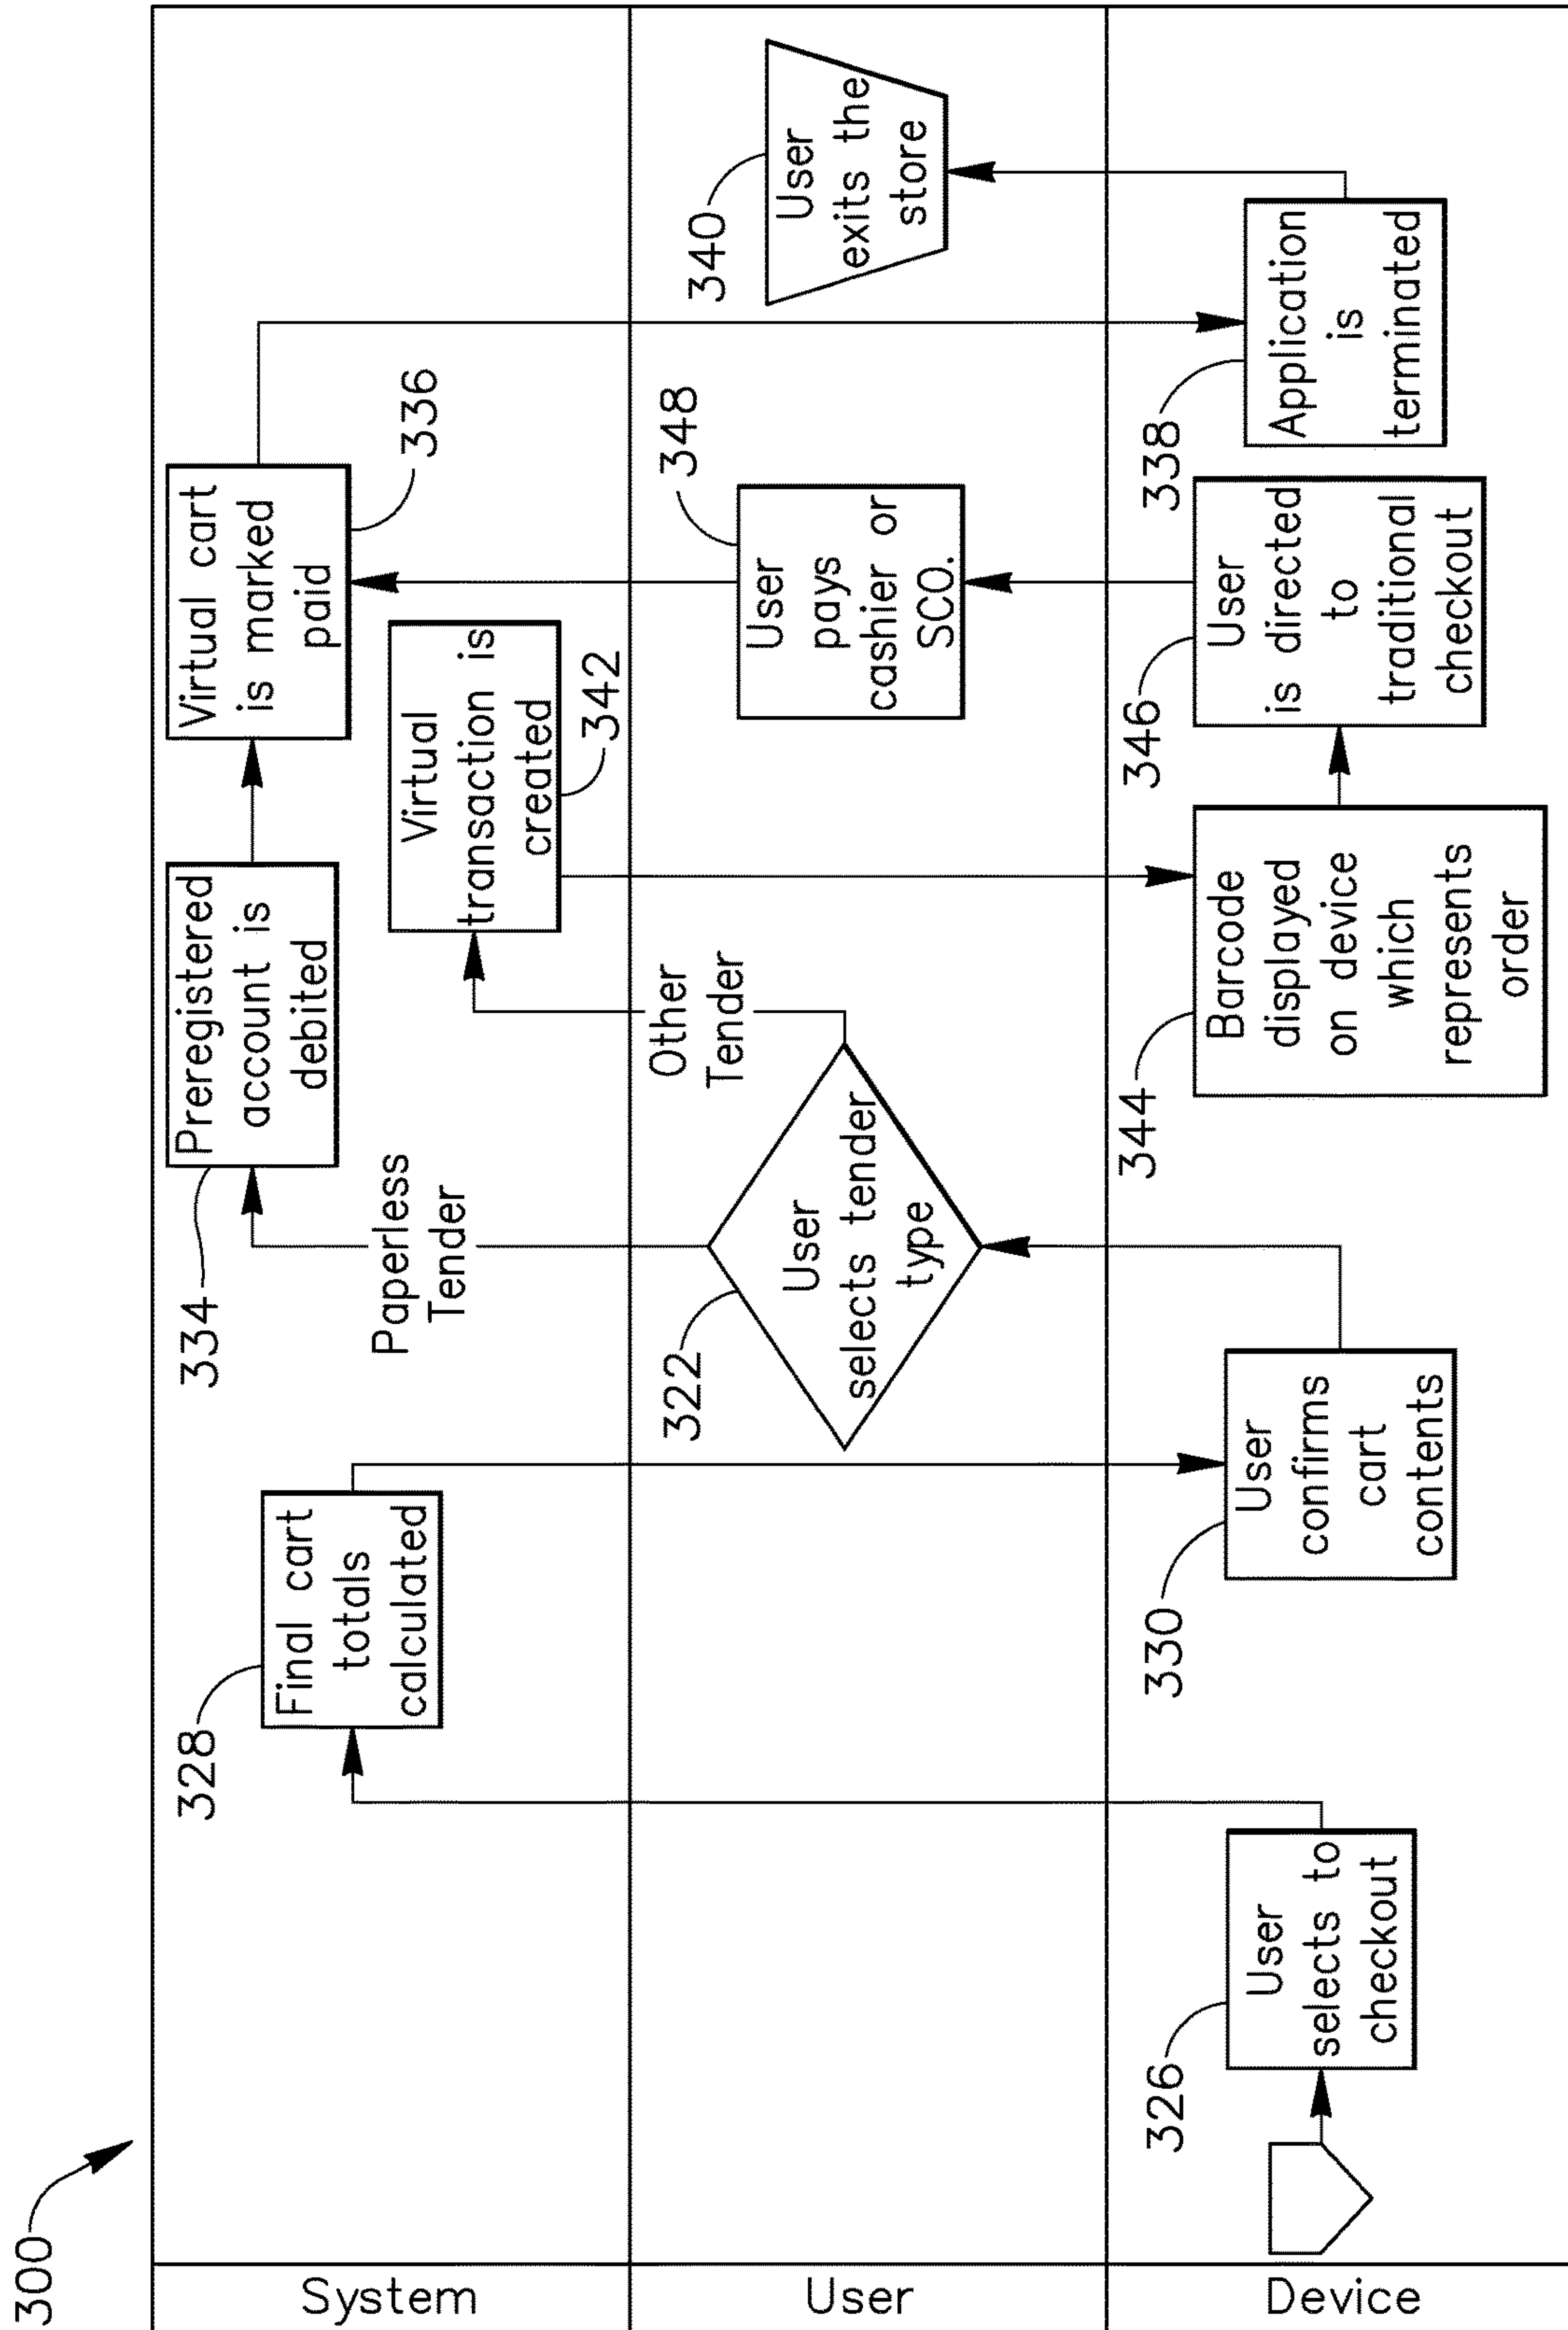 300
System
User
Device
326
User
selects to
checkout
328
Final cart
totals
calculated
330
User
confirms
cart
contents
322
User
selects tender
type
Paperless
Tender
Other
Tender
334
Preregistered
account is
debited
Virtual cart
is marked
paid
336
Virtual
transaction is
created
342
344
Barcode
displayed
on device
which
represents
order
346
User
is directed
to
traditional
checkout
348
User
pays
cashier or
SCO.
338
Application
is
terminated
340
User
exits the
store